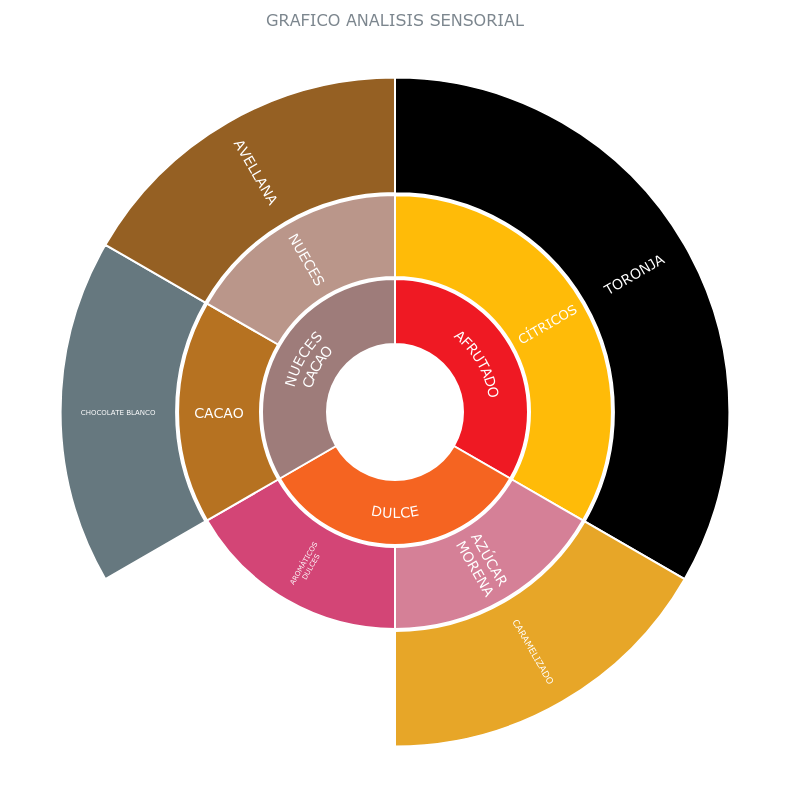 GRAFICO ANALISIS SENSORIAL
AVELLANA
TORONJA
NUECES
CÍTRICOS
NUECES
CACAO
AFRUTADO
CHOCOLATE BLANCO
CACAO
DULCE
AROMÁTICOS
DULCES
AZÚCAR
MORENA
CARAMELIZADO